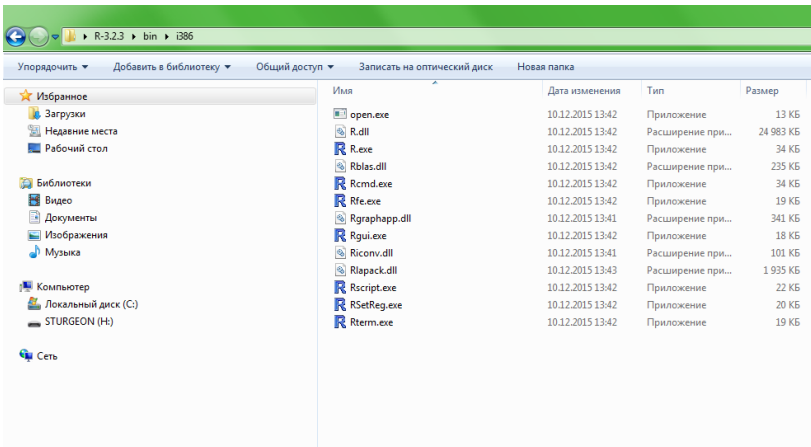 R-3.2.3 ▸ bin ▸ i386
Упорядочить Добавить в библиотеку Общий доступ Записать на оптический диск Новая папка
Избранное
Загрузки
Недавние места
Рабочий стол
Библиотеки
Видео
Документы
Изображения
Музыка
Компьютер
Локальный диск (C:)
STURGEON (H:)
Сеть
Имя Дата изменения Тип Размер
open.exe 10.12.2015 13:42 Приложение 13 КБ
R.dll 10.12.2015 13:42 Расширение при... 24 983 КБ
R.exe 10.12.2015 13:42 Приложение 34 КБ
Rblas.dll 10.12.2015 13:42 Расширение при... 235 КБ
Rcmd.exe 10.12.2015 13:42 Приложение 34 КБ
Rfe.exe 10.12.2015 13:42 Приложение 19 КБ
Rgraphapp.dll 10.12.2015 13:41 Расширение при... 341 КБ
Rgui.exe 10.12.2015 13:42 Приложение 18 КБ
Riconv.dll 10.12.2015 13:41 Расширение при... 101 КБ
Rlapack.dll 10.12.2015 13:43 Расширение при... 1 935 КБ
Rscript.exe 10.12.2015 13:42 Приложение 22 КБ
RSetReg.exe 10.12.2015 13:42 Приложение 20 КБ
Rterm.exe 10.12.2015 13:42 Приложение 19 КБ